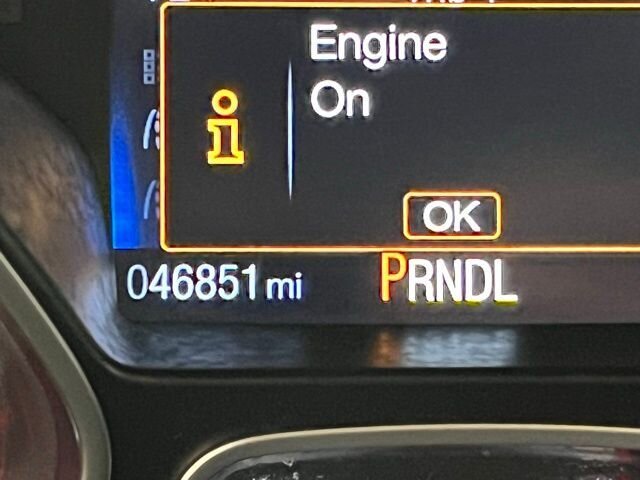 Engine
On
OK
046851 mi PRNDL